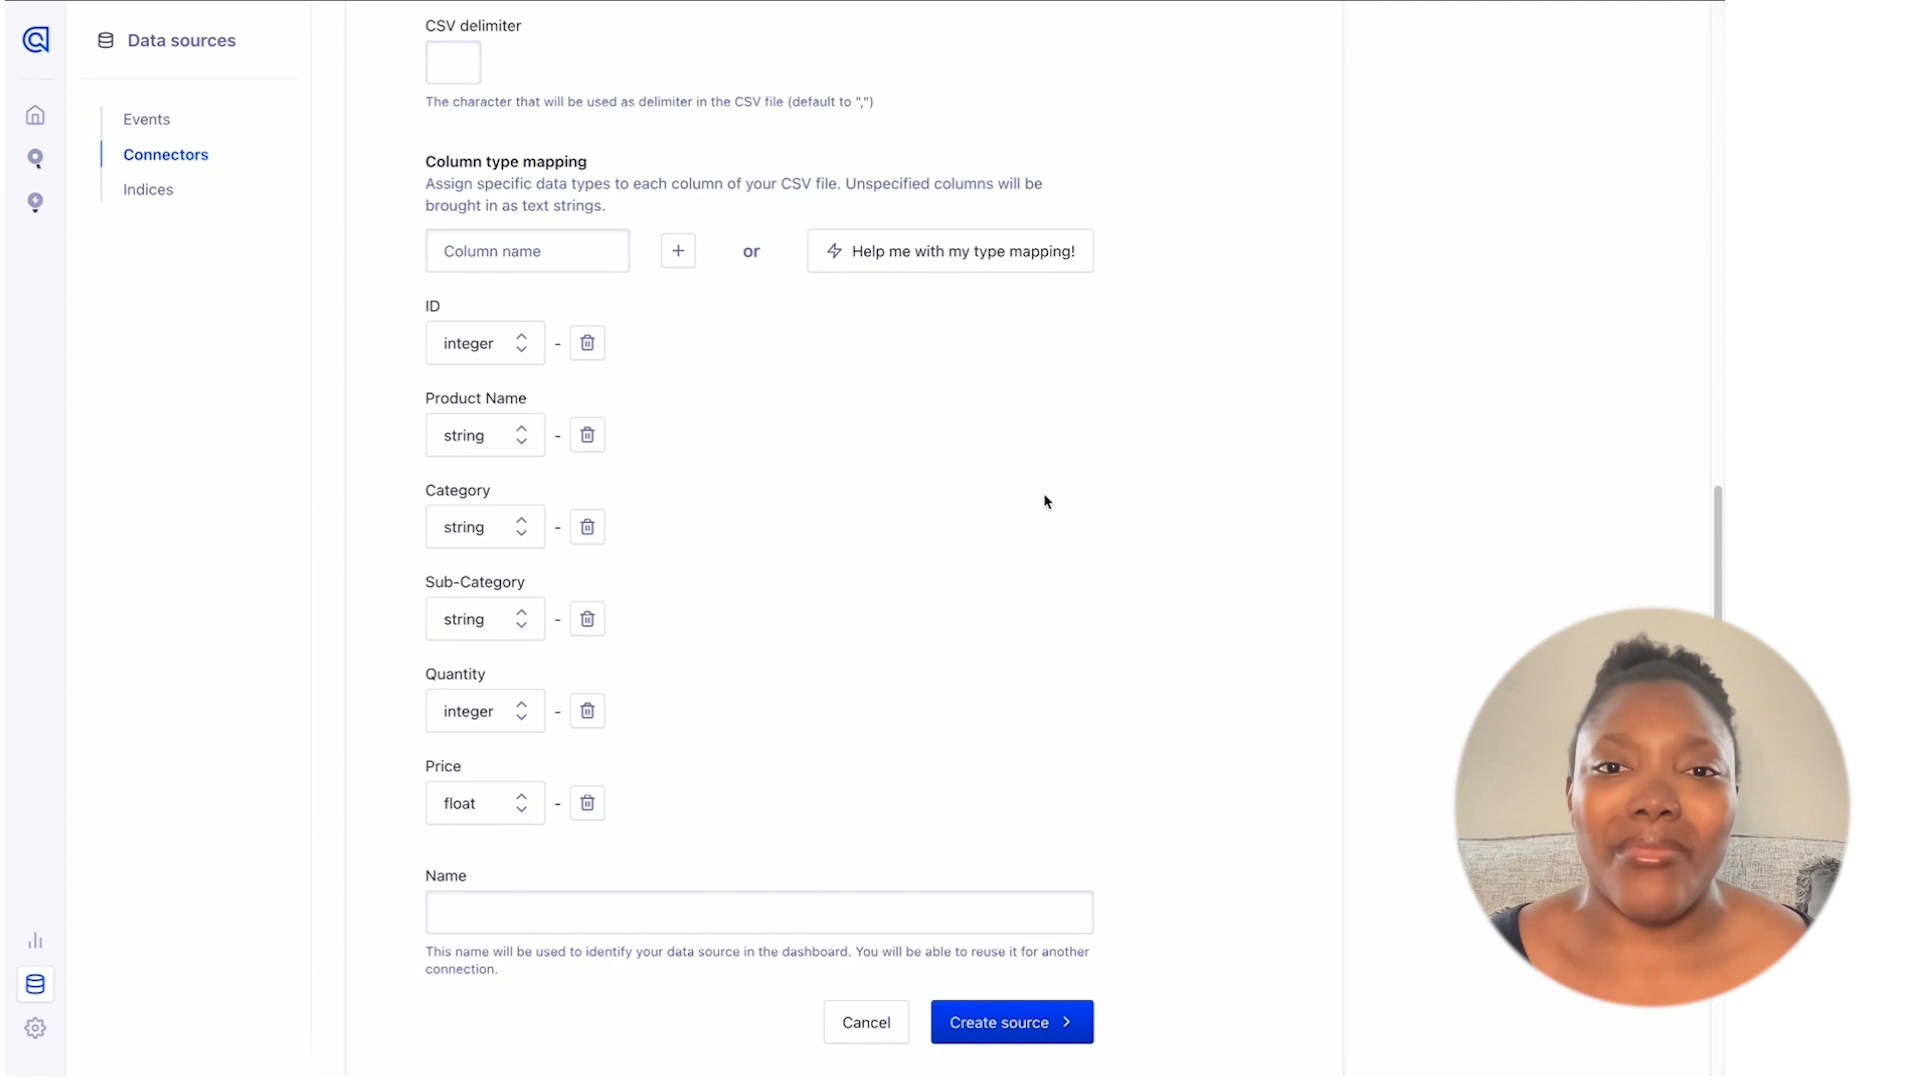 Data sources
Events
Connectors
Indices
CSV delimiter
The character that will be used as delimiter in the CSV file (default to ",")
Column type mapping
Assign specific data types to each column of your CSV file. Unspecified columns will be
brought in as text strings.
Column name
+ or Help me with my type mapping!
ID
integer -
Product Name
string -
Category
string -
Sub-Category
string -
Quantity
integer -
Price
float -
Name
This name will be used to identify your data source in the dashboard. You will be able to reuse it for another
connection.
Cancel
Create source